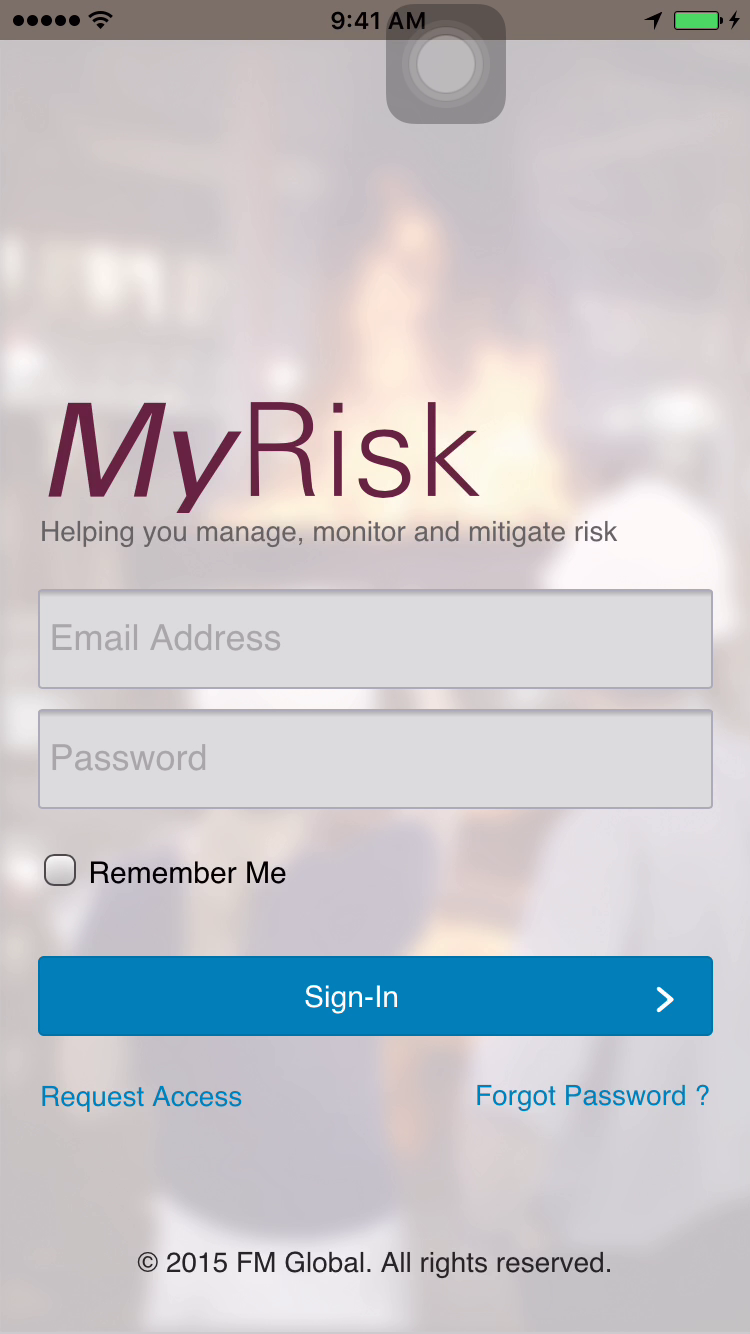 9:41 AM
MyRisk
Helping you manage, monitor and mitigate risk
Email Address
Password
Remember Me
Sign-In
Request Access
Forgot Password ?
© 2015 FM Global. All rights reserved.